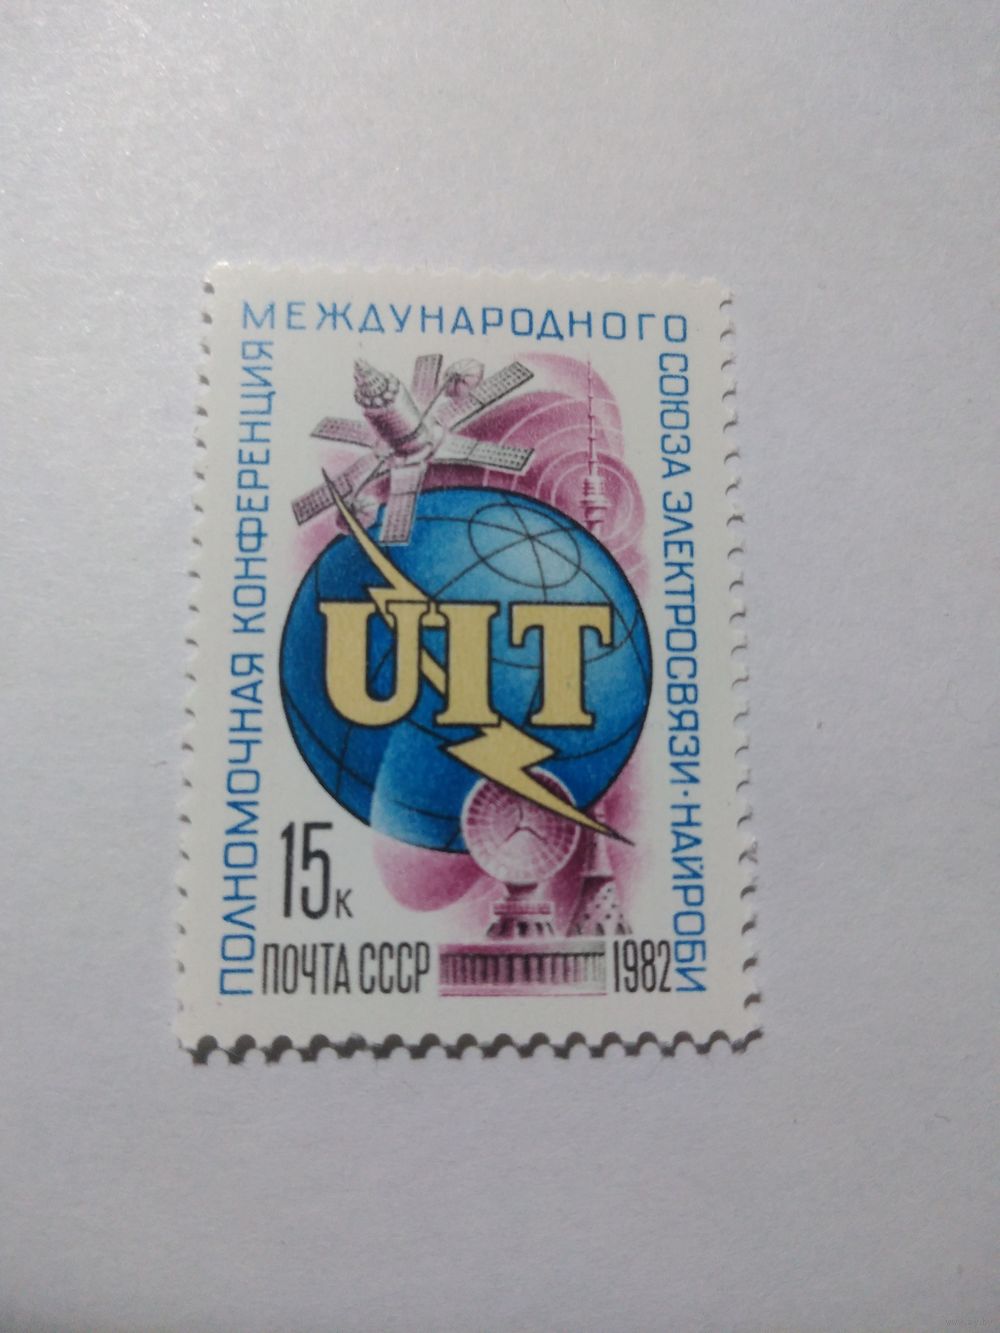 ПОЛНОМОЧНАЯ КОНФЕРЕНЦИЯ
МЕЖДУНАРОДНОГО
СОЮЗА ЭЛЕКТРОСВЯЗИ·НАЙРОБИ
UIT
15к
ПОЧТА СССР
1982